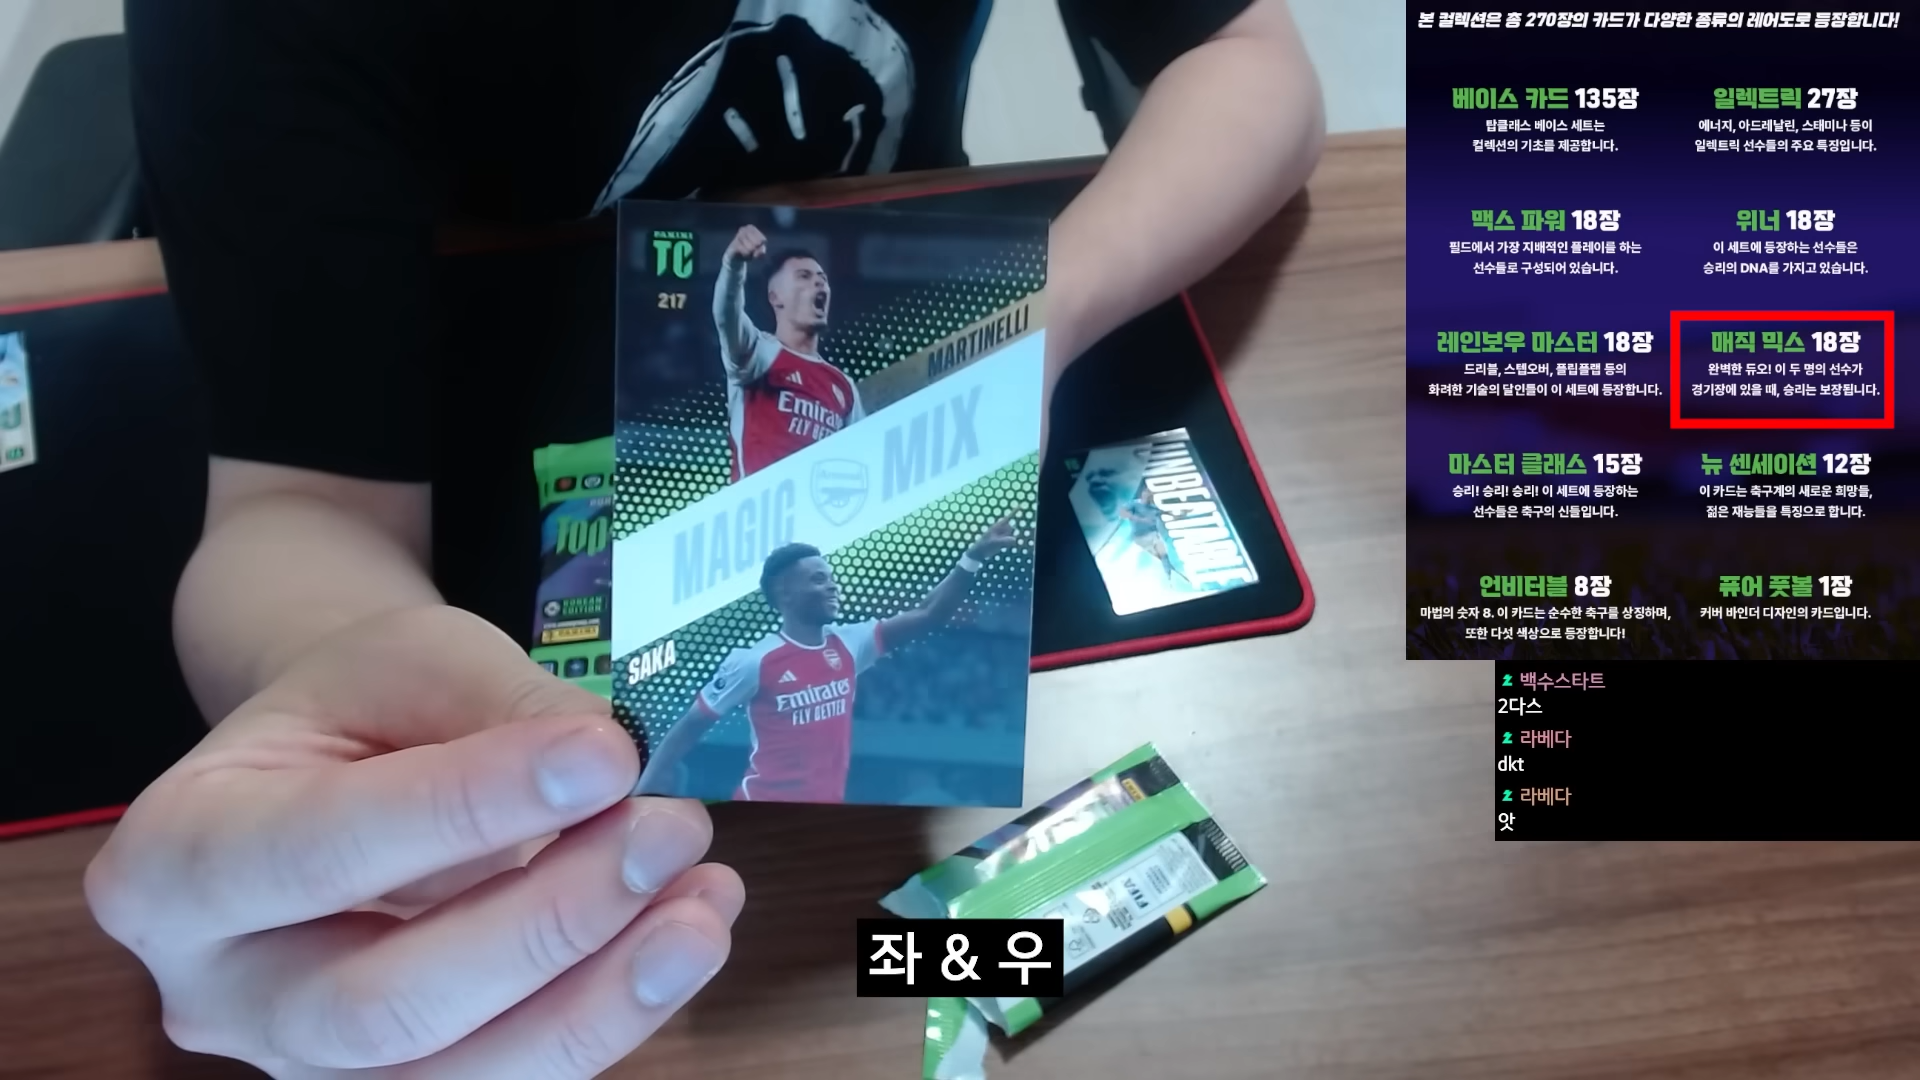 본 컬렉션은 총 270장의 카드가 다양한 종류의 레어도로 등장합니다!
베이스 카드 135장
탑클래스 베이스 세트는
컬렉션의 기초를 제공합니다.
일렉트릭 27장
에너지, 아드레날린, 스태미나 등이
일렉트릭 선수들의 주요 특징입니다.
맥스 파워 18장
필드에서 가장 지배적인 플레이를 하는
선수들로 구성되어 있습니다.
위너 18장
이 세트에 등장하는 선수들은
승리의 DNA를 가지고 있습니다.
레인보우 마스터 18장
드리블, 스텝오버, 플립플랩 등의
화려한 기술의 달인들이 이 세트에 등장합니다.
매직 믹스 18장
완벽한 듀오! 이 두 명의 선수가
경기장에 있을 때, 승리는 보장됩니다.
마스터 클래스 15장
승리! 승리! 승리! 이 세트에 등장하는
선수들은 축구의 신들입니다.
뉴 센세이션 12장
이 카드는 축구계의 새로운 희망들,
젊은 재능들을 특징으로 합니다.
언비터블 8장
마법의 숫자 8. 이 카드는 순수한 축구를 상징하며,
또한 다섯 색상으로 등장합니다!
퓨어 풋볼 1장
커버 바인더 디자인의 카드입니다.
백수스타트
2다스
라베다
dkt
라베다
앗
PANINI
TC
217
MARTINELLI
Emirates
FLY BETTER
MAGIC MIX
SAKA
Emirates
FLY BETTER
UNBEATABLE
TOP
KOREAN
EDITION
PANINI
FIFA
좌 & 우